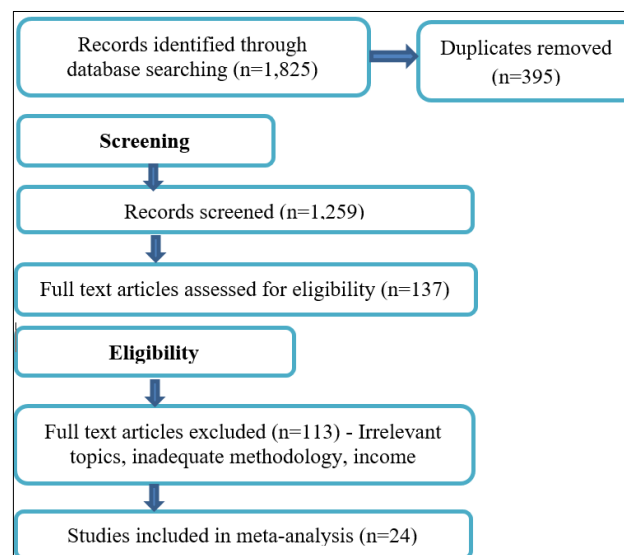 Records identified through
database searching (n=1,825)
Duplicates removed
(n=395)
Screening
Records screened (n=1,259)
Full text articles assessed for eligibility (n=137)
Eligibility
Full text articles excluded (n=113) - Irrelevant
topics, inadequate methodology, income
Studies included in meta-analysis (n=24)